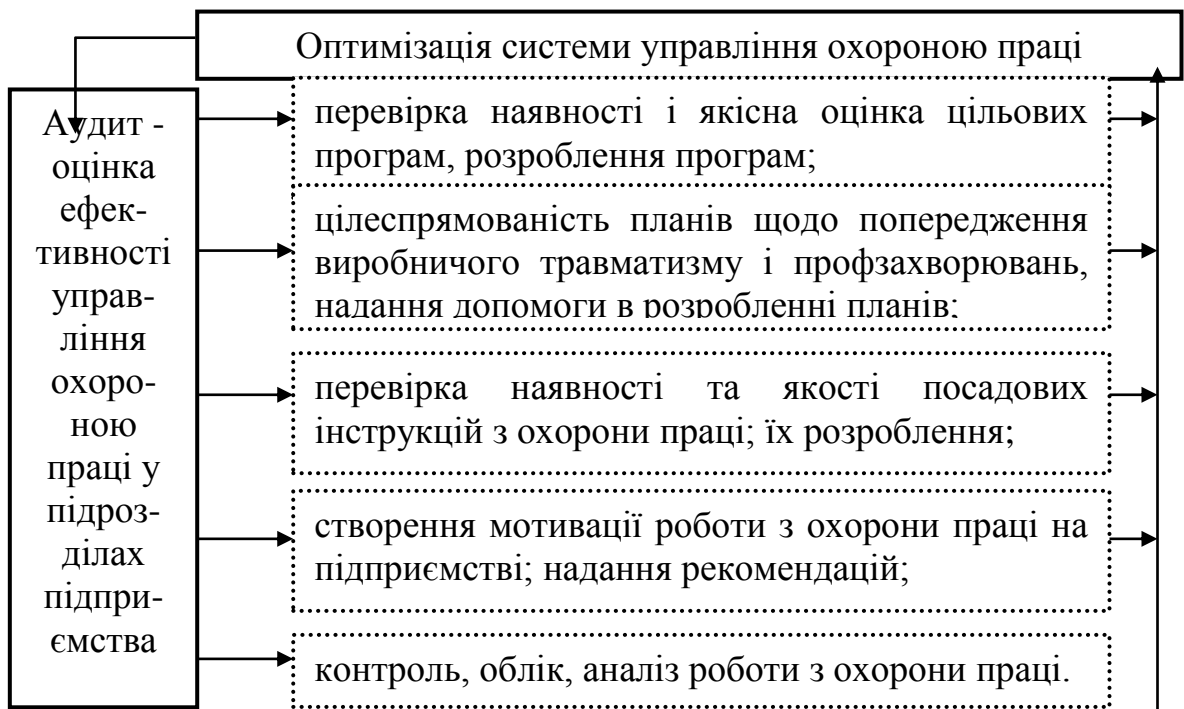 Оптимізація системи управління охороною праці
Аудит -
оцінка
ефек-
тивності
управ-
ління
охоро-
ною
праці у
підроз-
ділах
підпри-
ємства
перевірка наявності і якісна оцінка цільових
програм, розроблення програм;
цілеспрямованість планів щодо попередження
виробничого травматизму і профзахворювань,
надання допомоги в розробленні планів;
перевірка наявності та якості посадових
інструкцій з охорони праці; їх розроблення;
створення мотивації роботи з охорони праці на
підприємстві; надання рекомендацій;
контроль, облік, аналіз роботи з охорони праці.